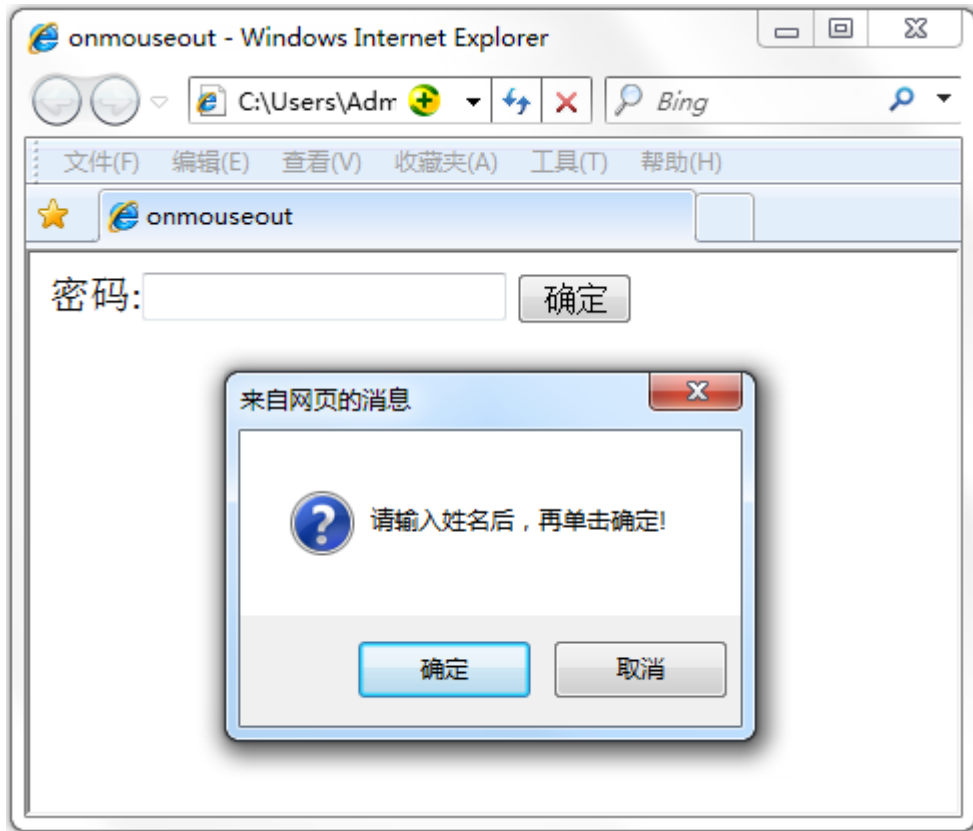 onmouseout - Windows Internet Explorer
C:\Users\Adm
Bing
文件(F) 编辑(E) 查看(V) 收藏夹(A) 工具(T) 帮助(H)
onmouseout
密码: 确定
来自网页的消息
请输入姓名后，再单击确定!
确定 取消